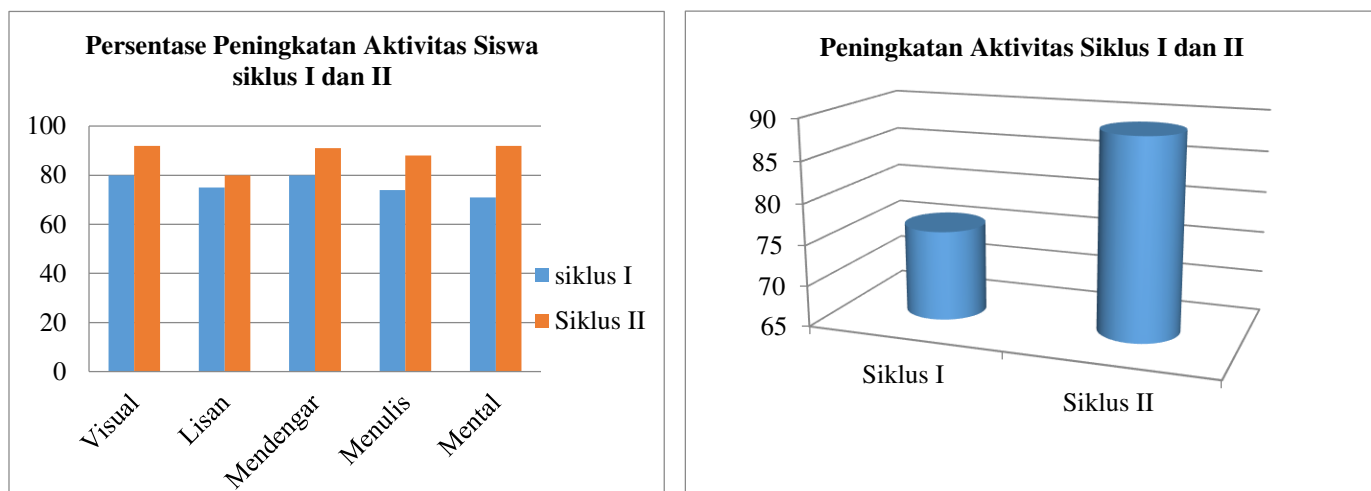 Persentase Peningkatan Aktivitas Siswa
siklus I dan II
100
80
60
40
20
0
Visual
Lisan
Mendengar
Menulis
Mental
siklus I
Siklus II
Peningkatan Aktivitas Siklus I dan II
90
85
80
75
70
65
Siklus I
Siklus II